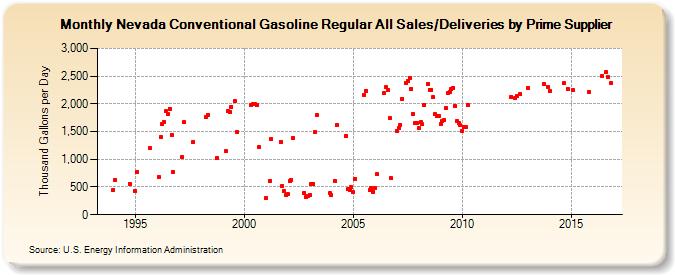 Monthly Nevada Conventional Gasoline Regular All Sales/Deliveries by Prime Supplier
Thousand Gallons per Day
3,000
2,500
2,000
1,500
1,000
500
0
1995 2000 2005 2010 2015
Source: U.S. Energy Information Administration